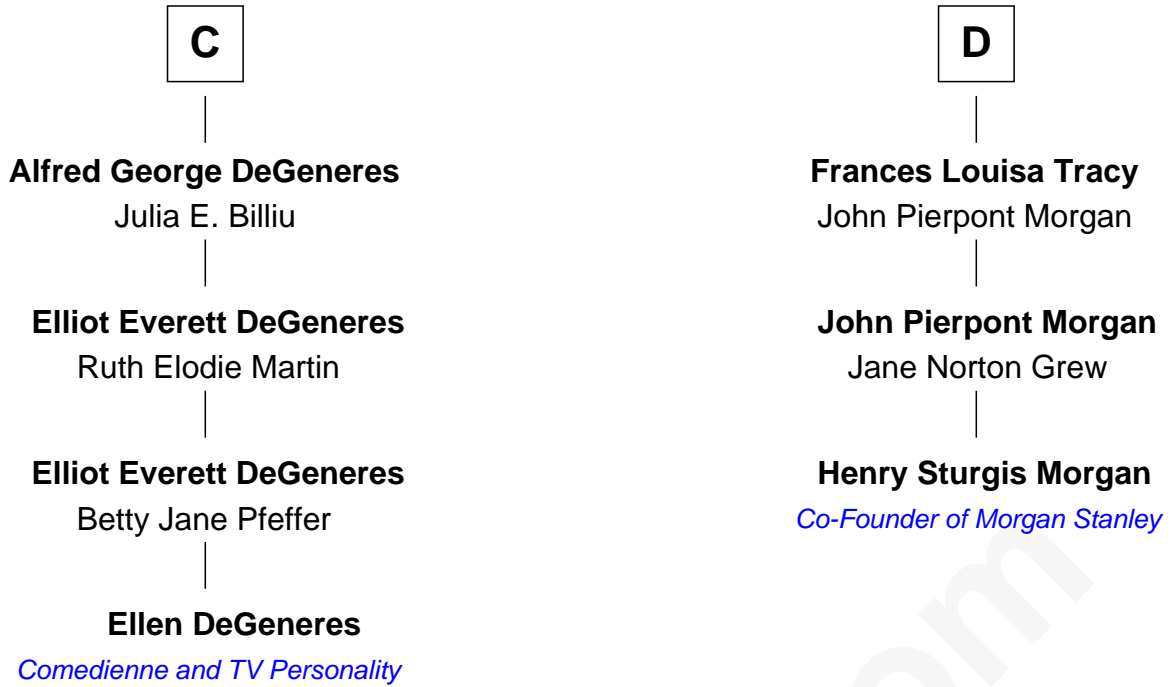 C
Alfred George DeGeneres
Julia E. Billiu
Elliot Everett DeGeneres
Ruth Elodie Martin
Elliot Everett DeGeneres
Betty Jane Pfeffer
Ellen DeGeneres
Comedienne and TV Personality
D
Frances Louisa Tracy
John Pierpont Morgan
John Pierpont Morgan
Jane Norton Grew
Henry Sturgis Morgan
Co-Founder of Morgan Stanley